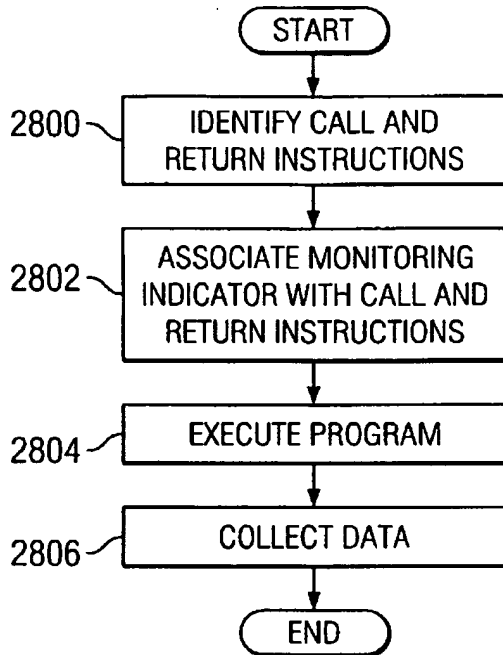 START
2800
IDENTIFY CALL AND
RETURN INSTRUCTIONS
2802
ASSOCIATE MONITORING
INDICATOR WITH CALL AND
RETURN INSTRUCTIONS
2804
EXECUTE PROGRAM
2806
COLLECT DATA
END